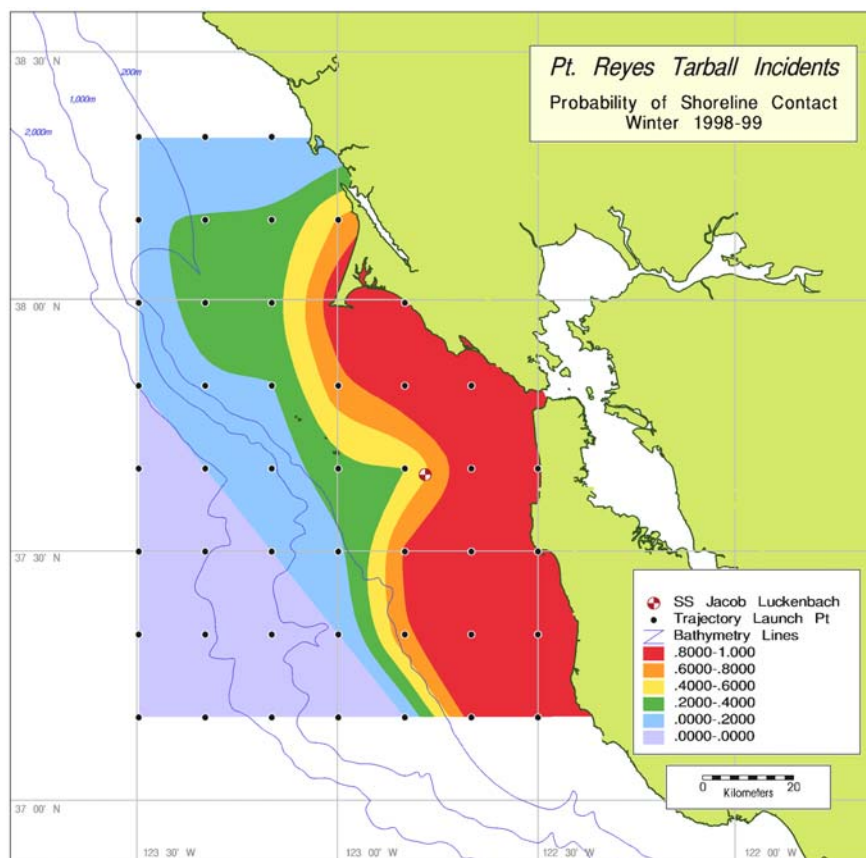 Pt. Reyes Tarball Incidents
Probability of Shoreline Contact
Winter 1998-99
38 30' N
200m
1,000m
2,000m
38 00' N
37 30' N
SS Jacob Luckenbach
Trajectory Launch Pt
Bathymetry Lines
.8000-1.000
.6000-.8000
.4000-.6000
.2000-.4000
.0000-.2000
.0000-.0000
0 20
Kilometers
37 00' N
123 30' W
123 00' W
122 30' W
122 00' W